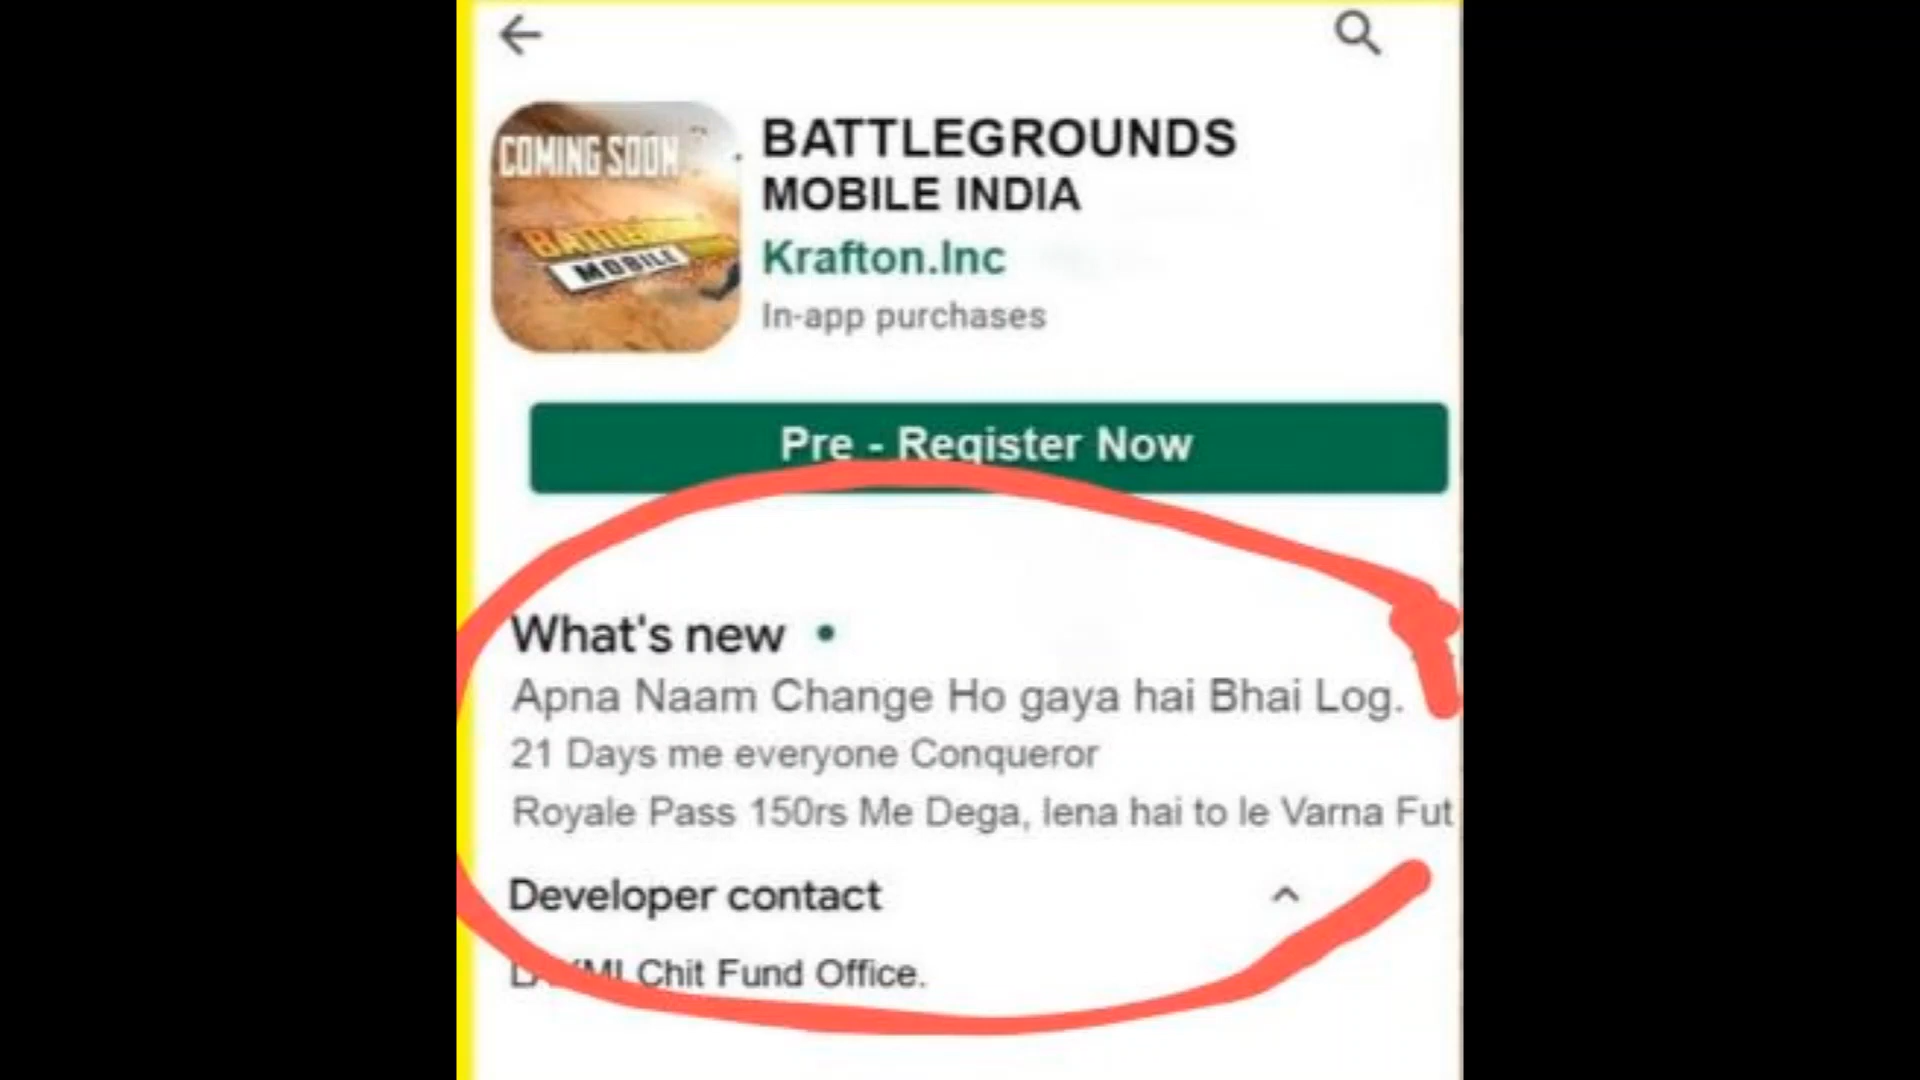 COMING SOON
MOBILE
BATTLEGROUNDS
MOBILE INDIA
Krafton.Inc
In-app purchases
Pre - Register Now
What's new
Apna Naam Change Ho gaya hai Bhai Log.
21 Days me everyone Conqueror
Royale Pass 150rs Me Dega, lena hai to le Varna Fut
Developer contact
Chit Fund Office.